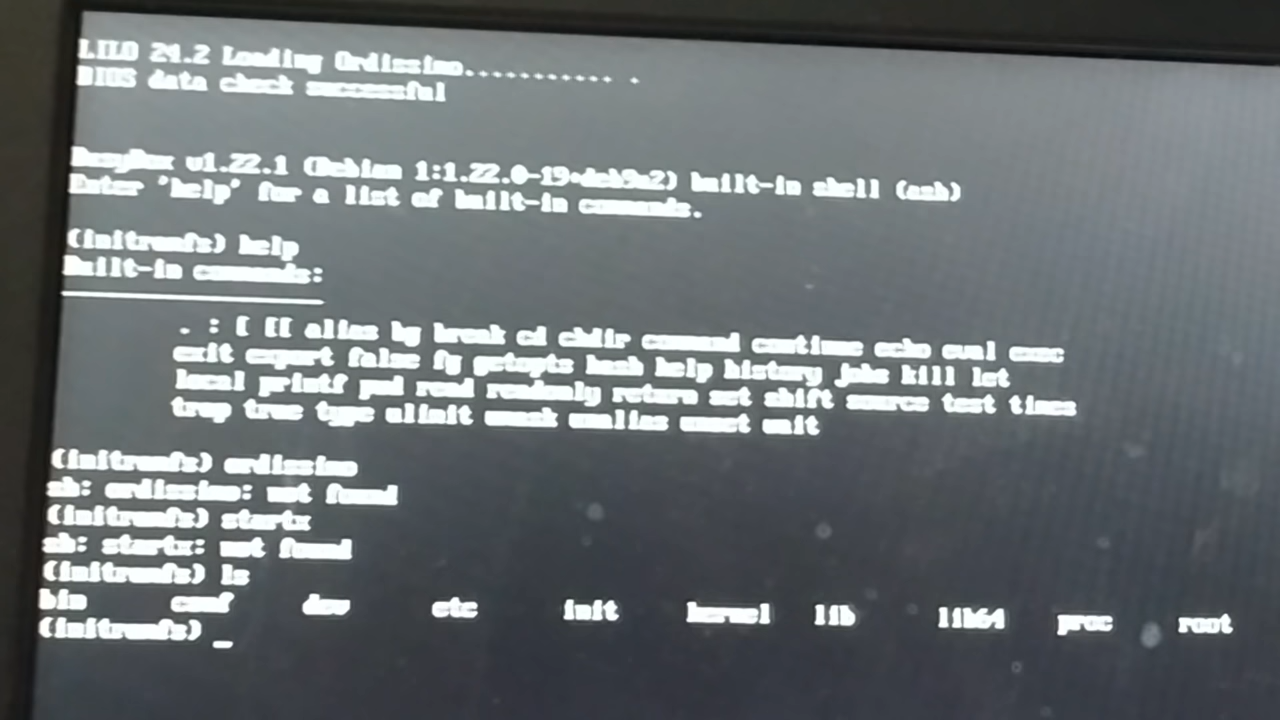 LILO 24.2 Loading Ordissimo........... .
BIOS data check successful
BusyBox v1.22.1 (Debian 1:1.22.0-19+deb9u2) built-in shell (ash)
Enter 'help' for a list of built-in commands.
(initramfs) help
Built-in commands:
. : [ [[ alias bg break cd chdir command continue echo eval exec
exit export false fg getopts hash help history jobs kill let
local printf pwd read readonly return set shift source test times
trap true type ulimit umask unalias unset wait
(initramfs) ordissimo
sh: ordissimo: not found
(initramfs) startx
sh: startx: not found
(initramfs) ls
bin conf dev etc init kernel lib lib64 proc root
(initramfs) _